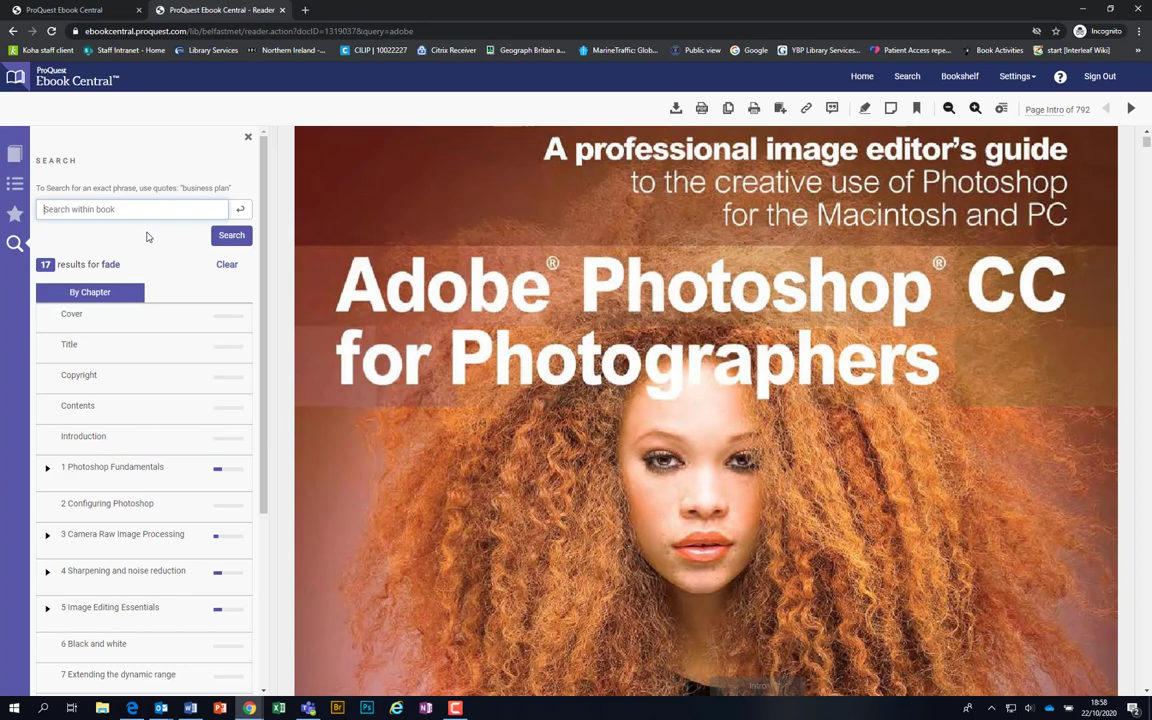 ProQuest Ebook Central
ProQuest Ebook Central - Reader
ebookcentral.proquest.com/lib/belfastmet/reader.action?docID=1319037&query=adobe
Incognito
Koha staff client
Staff Intranet - Home
Library Services
Northern Ireland -...
CILIP | 10022227
Citrix Receiver
Geograph Britain a...
MarineTraffic: Glob...
Public view
Google
YBP Library Services...
Patient Access repe...
Book Activities
start [Interleaf Wiki]
ProQuest
Ebook Central™
Home
Search
Bookshelf
Settings
Sign Out
Page Intro of 792
SEARCH
To Search for an exact phrase, use quotes: "business plan"
Search within book
Search
17 results for fade
Clear
By Chapter
Cover
Title
Copyright
Contents
Introduction
1 Photoshop Fundamentals
2 Configuring Photoshop
3 Camera Raw Image Processing
4 Sharpening and noise reduction
5 Image Editing Essentials
6 Black and white
7 Extending the dynamic range
A professional image editor's guide
to the creative use of Photoshop
for the Macintosh and PC
Adobe® Photoshop® CC
for Photographers
Intro
18:58
22/10/2020
2